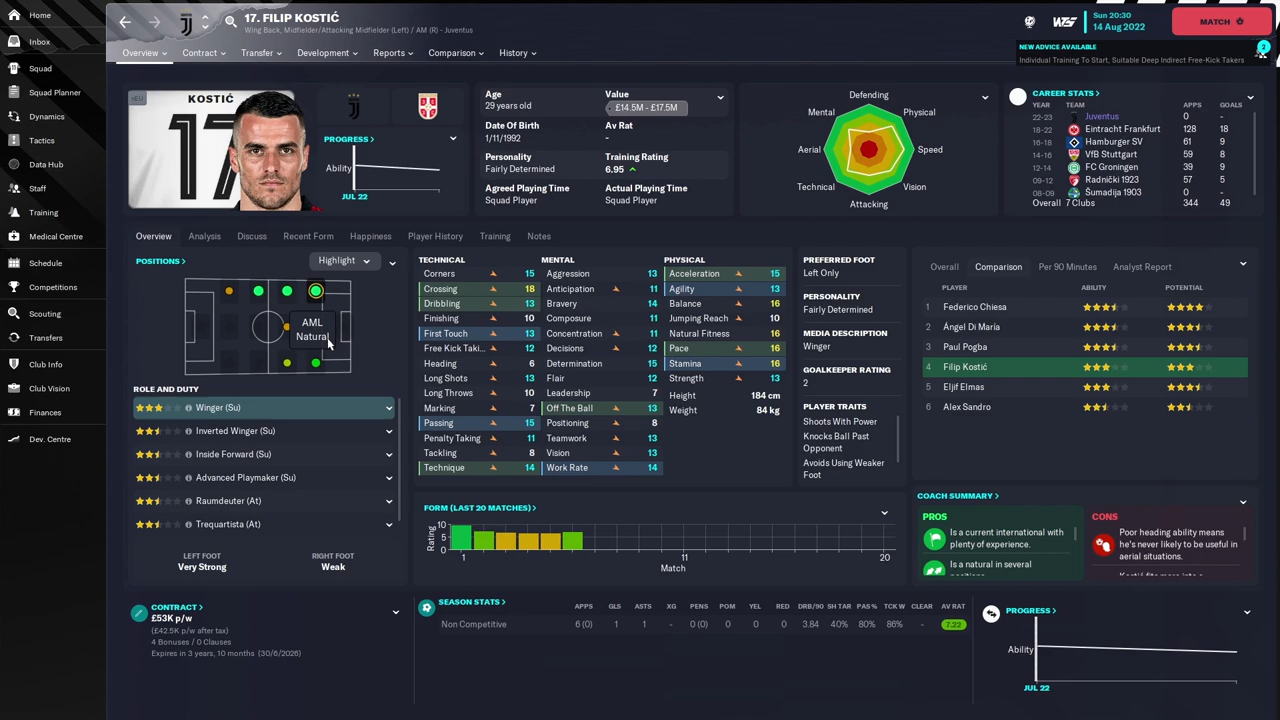 Home
Inbox
Squad
Squad Planner
Dynamics
Tactics
Data Hub
Staff
Training
Medical Centre
Schedule
Competitions
Scouting
Transfers
Club Info
Club Vision
Finances
Dev. Centre
17. FILIP KOSTIĆ
Wing Back, Midfielder/Attacking Midfielder (Left) / AM (R) - Juventus
Overview Contract Transfer Development Reports Comparison History
Sun 20:30
14 Aug 2022
MATCH
NEW ADVICE AVAILABLE
Individual Training To Start, Suitable Deep Indirect Free-Kick Takers
2
KOSTIĆ
17
PROGRESS >
Ability
JUL 22
Age
29 years old
Value
£14.5M - £17.5M
Date Of Birth
1/11/1992
Av Rat
-
Personality
Fairly Determined
Training Rating
6.95
Agreed Playing Time
Squad Player
Actual Playing Time
Squad Player
Defending
Mental
Physical
Aerial
Speed
Technical
Vision
Attacking
CAREER STATS >
YEAR TEAM APPS GOALS
22-23 Juventus 0 -
18-22 Eintracht Frankfurt 128 18
16-18 Hamburger SV 61 9
14-16 VfB Stuttgart 59 8
12-14 FC Groningen 39 9
09-12 Radnički 1923 57 5
08-09 Šumadija 1903 0 -
Overall 7 Clubs 344 49
Overview Analysis Discuss Recent Form Happiness Player History Training Notes
POSITIONS >
Highlight
AML
Natural
ROLE AND DUTY
Winger (Su)
Inverted Winger (Su)
Inside Forward (Su)
Advanced Playmaker (Su)
Raumdeuter (At)
Trequartista (At)
LEFT FOOT
Very Strong
RIGHT FOOT
Weak
TECHNICAL
Corners 15
Crossing 18
Dribbling 13
Finishing 10
First Touch 13
Free Kick Taki... 12
Heading 6
Long Shots 13
Long Throws 10
Marking 7
Passing 15
Penalty Taking 11
Tackling 8
Technique 14
MENTAL
Aggression 13
Anticipation 11
Bravery 14
Composure 11
Concentration 11
Decisions 12
Determination 15
Flair 12
Leadership 7
Off The Ball 13
Positioning 8
Teamwork 13
Vision 13
Work Rate 14
PHYSICAL
Acceleration 15
Agility 13
Balance 16
Jumping Reach 10
Natural Fitness 16
Pace 16
Stamina 16
Strength 13
Height 184 cm
Weight 84 kg
PREFERRED FOOT
Left Only
PERSONALITY
Fairly Determined
MEDIA DESCRIPTION
Winger
GOALKEEPER RATING
2
PLAYER TRAITS
Shoots With Power
Knocks Ball Past
Opponent
Avoids Using Weaker
Foot
Overall Comparison Per 90 Minutes Analyst Report
PLAYER ABILITY POTENTIAL
1 Federico Chiesa
2 Ángel Di María
3 Paul Pogba
4 Filip Kostić
5 Eljif Elmas
6 Alex Sandro
FORM (LAST 20 MATCHES) >
Rating
10
5
0
1 11 20
Match
COACH SUMMARY >
PROS
Is a current international with
plenty of experience.
Is a natural in several
CONS
Poor heading ability means
he's never likely to be useful in
aerial situations.
CONTRACT >
£53K p/w
(£42.5K p/w after tax)
4 Bonuses / 0 Clauses
Expires in 3 years, 10 months (30/6/2026)
SEASON STATS >
APPS GLS ASTS XG PENS POM YEL RED DRB/90 SH TAR PAS% TCK W CLEAR AV RAT
Non Competitive 6 (0) 1 1 - 0 (0) 0 0 0 3.84 40% 80% 86% - 7.22
PROGRESS >
Ability
JUL 22